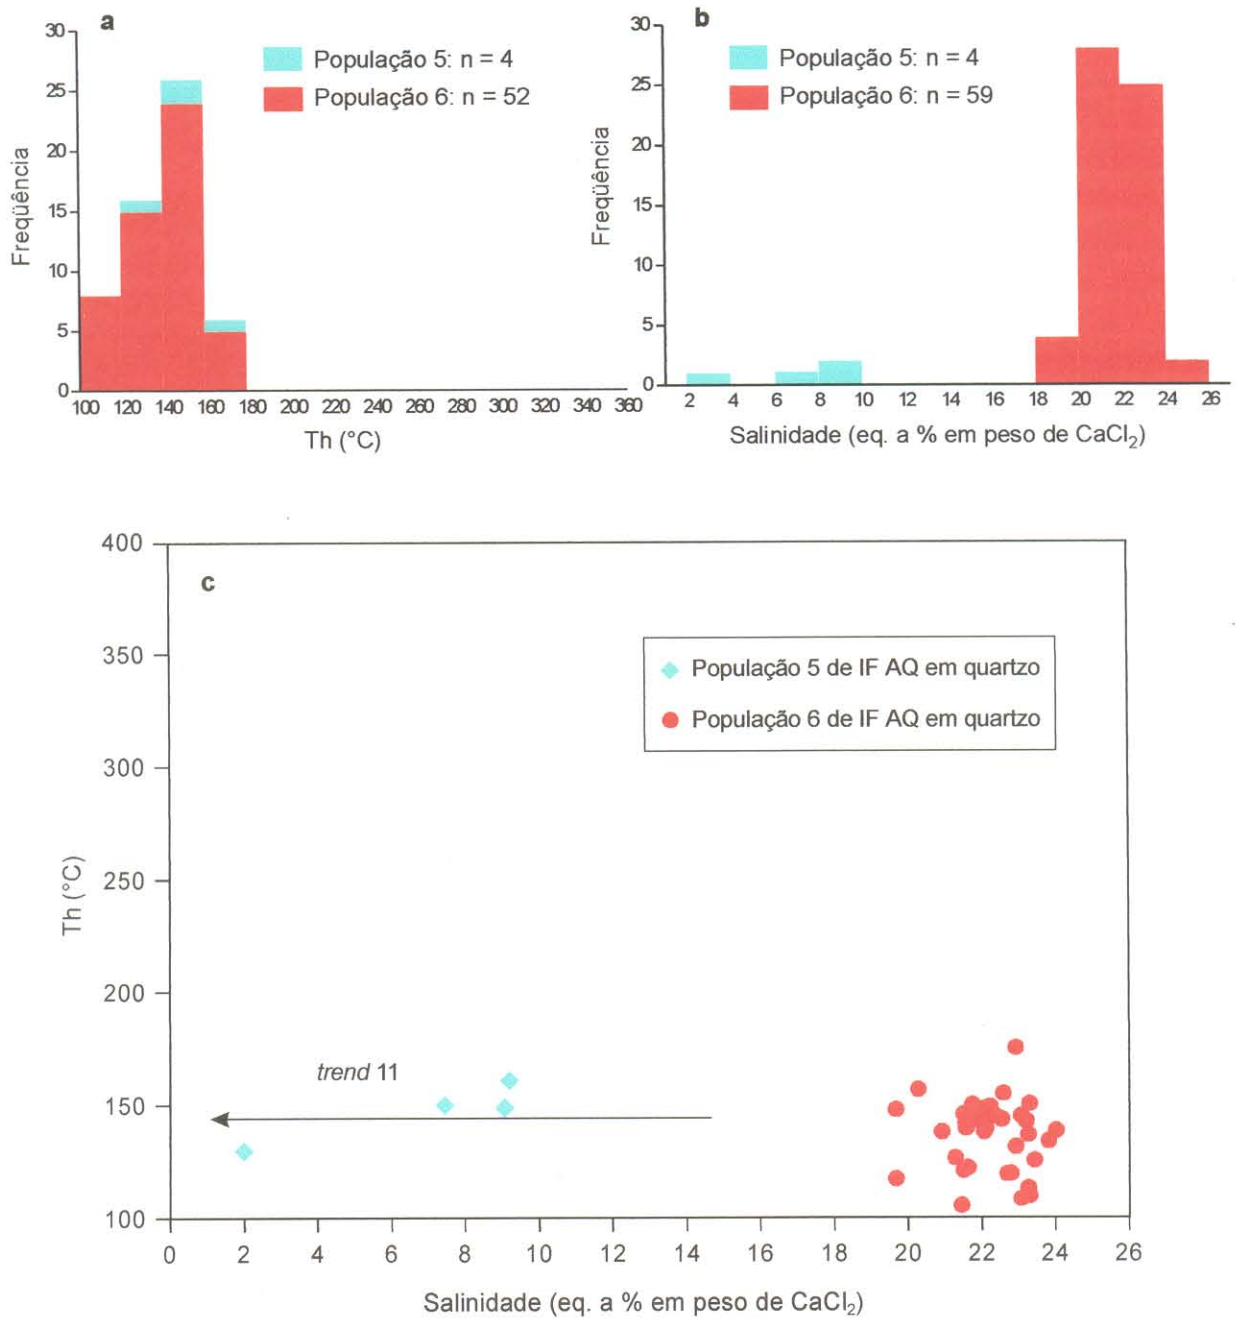 a
30
25
20
15
10
5
0
Freqüência
População 5: n = 4
População 6: n = 52
100 120 140 160 180 200 220 240 260 280 300 320 340 360
Th (°C)
b
30
25
20
15
10
5
0
Freqüência
População 5: n = 4
População 6: n = 59
2 4 6 8 10 12 14 16 18 20 22 24 26
Salinidade (eq. a % em peso de CaCl₂)
c
400
350
300
250
200
150
100
Th (°C)
População 5 de IF AQ em quartzo
População 6 de IF AQ em quartzo
trend 11
0 2 4 6 8 10 12 14 16 18 20 22 24 26
Salinidade (eq. a % em peso de CaCl₂)